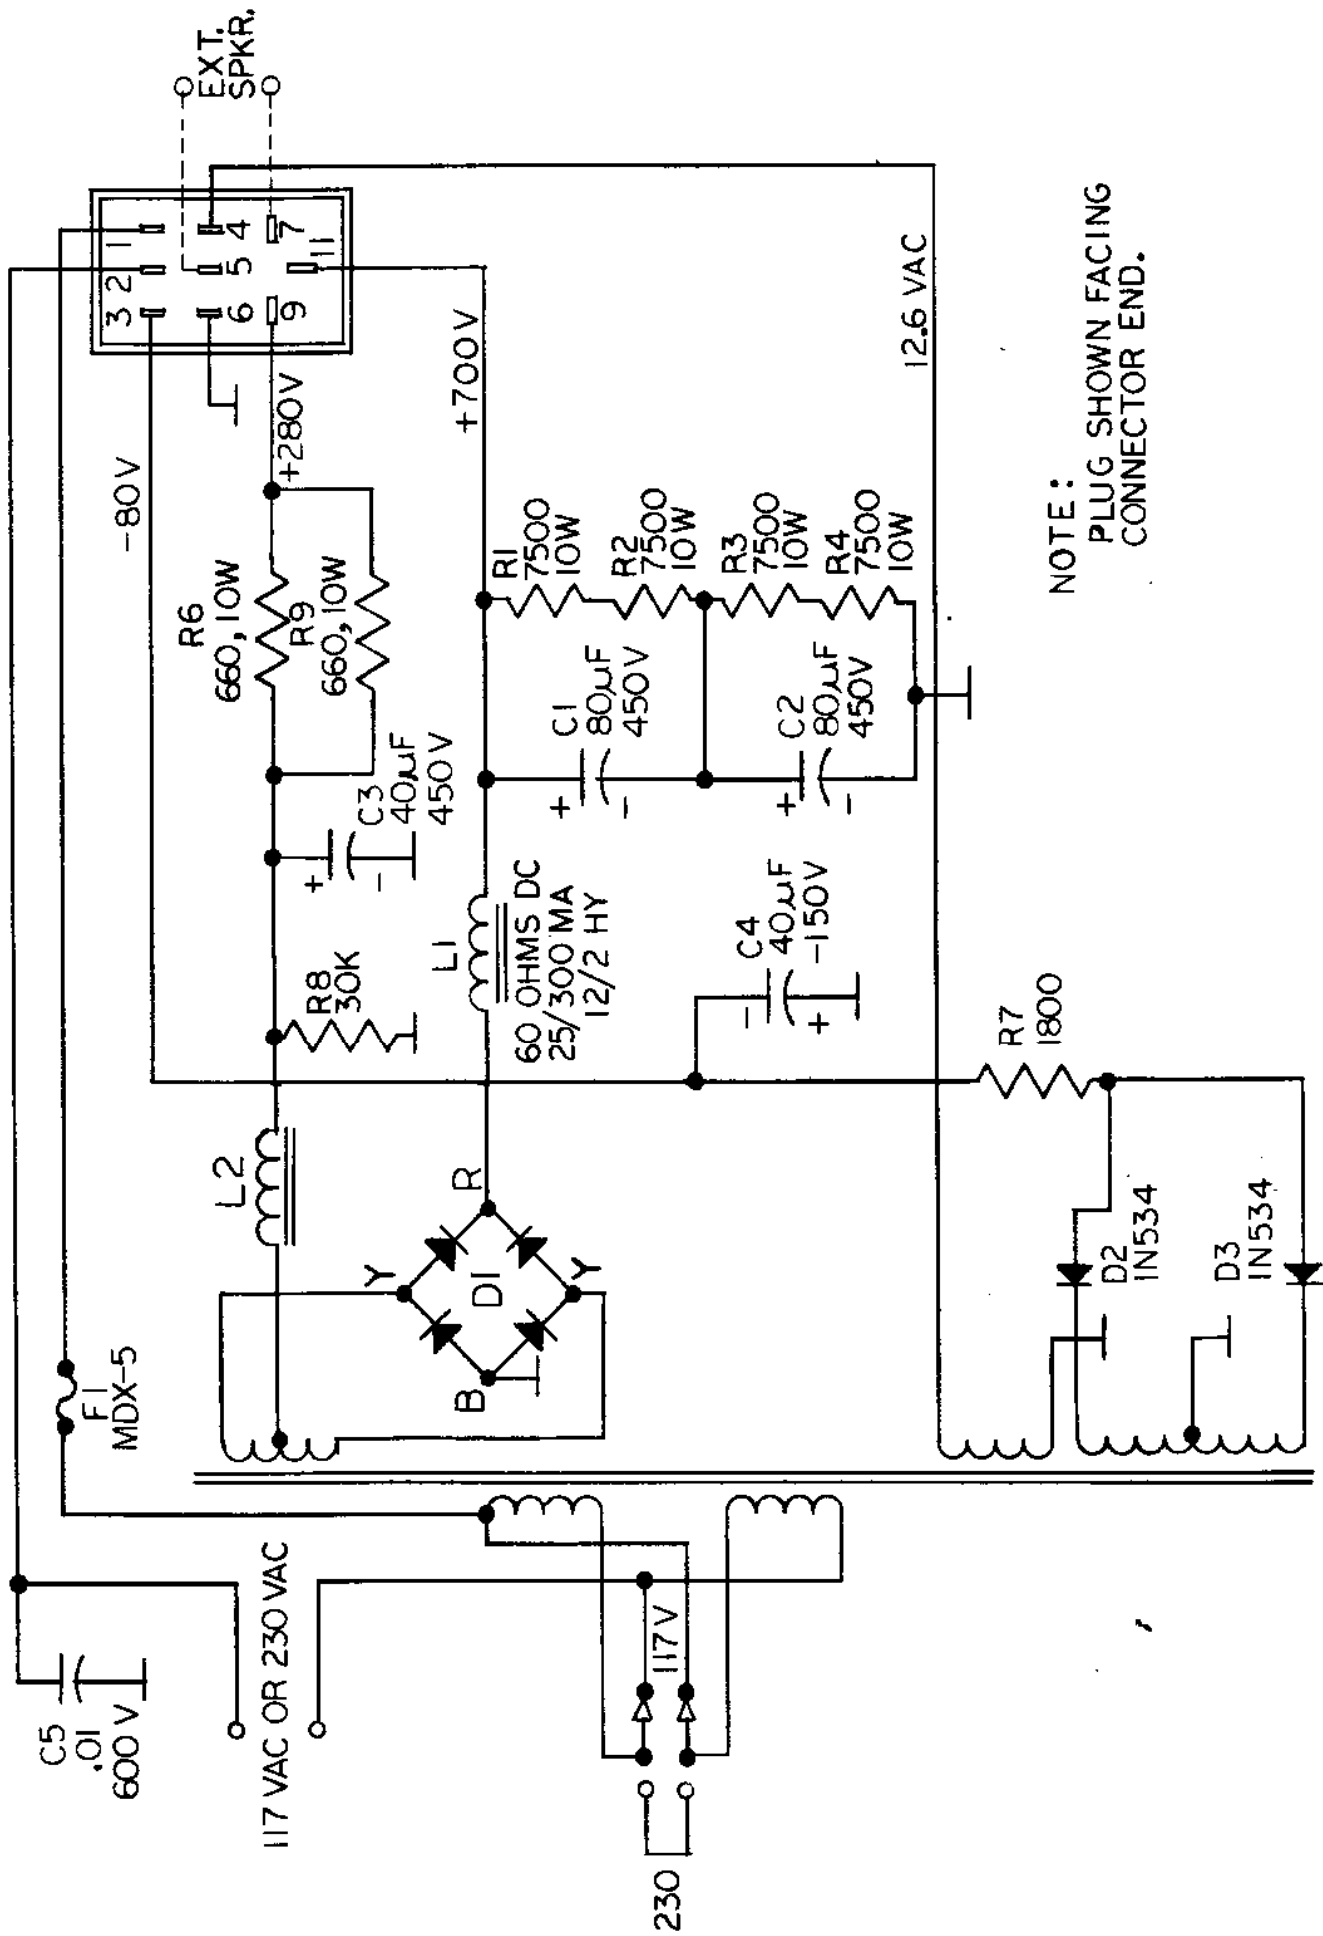 C5
.01
600 V
117 VAC OR 230 VAC
230
117 V
F1
MDX-5
L2
Y
B
D1
R
Y
R8
30K
L1
60 OHMS DC
25/300 MA
12/2 HY
+
-
C3
40µF
450V
R6
660, 10W
R9
660, 10W
-80V
+280V
+700V
+
-
C1
80µF
450V
+
-
C2
80µF
450V
R1
7500
10W
R2
7500
10W
R3
7500
10W
R4
7500
10W
-
+
C4
40µF
-150V
R7
1800
D2
IN534
D3
IN534
12.6 VAC
3 2 1
6 5 4
9 7
11
EXT.
SPKR.
NOTE:
PLUG SHOWN FACING
CONNECTOR END.